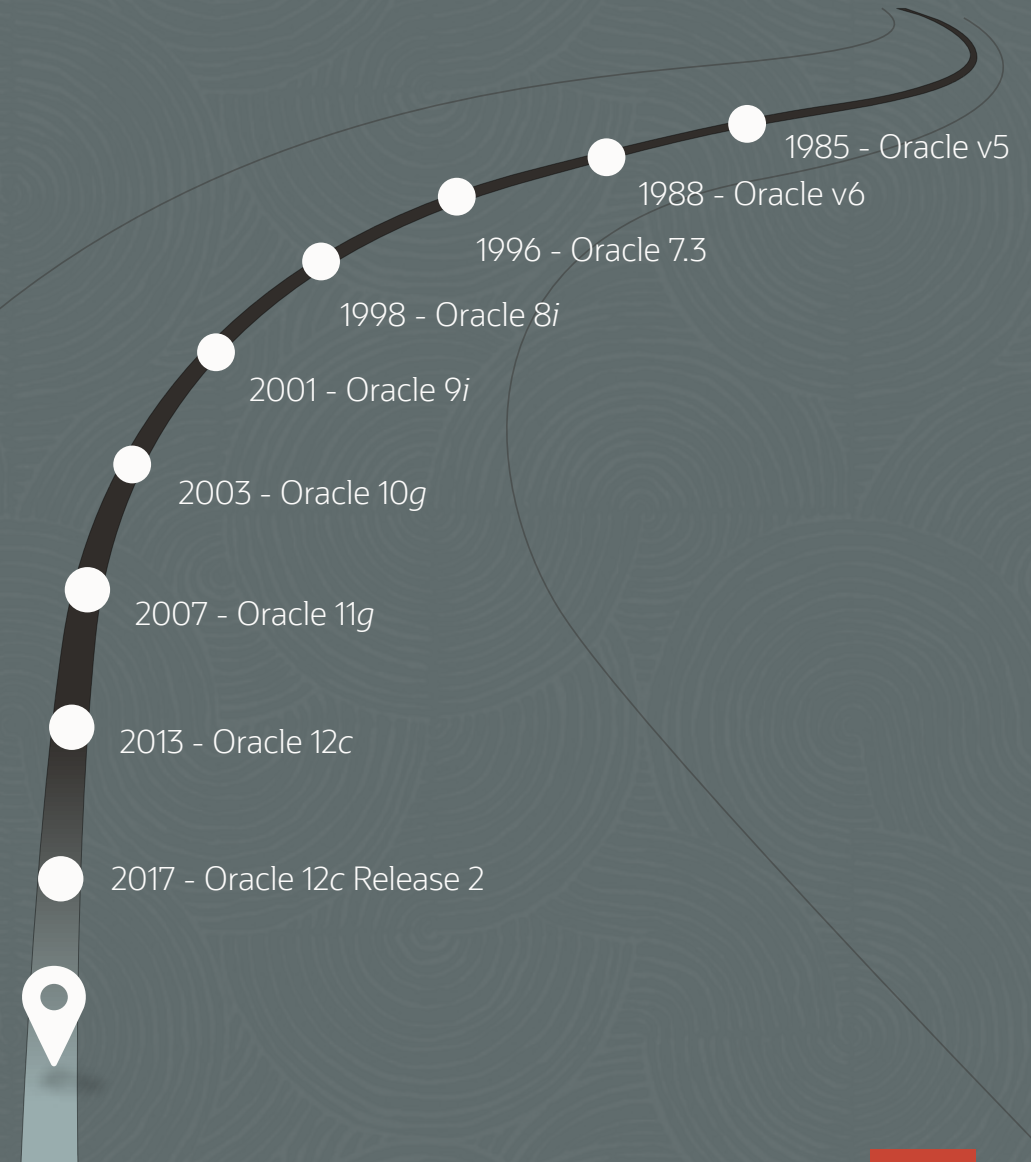 1985 - Oracle v5
1988 - Oracle v6
1996 - Oracle 7.3
1998 - Oracle 8i
2001 - Oracle 9i
2003 - Oracle 10g
2007 - Oracle 11g
2013 - Oracle 12c
2017 - Oracle 12c Release 2